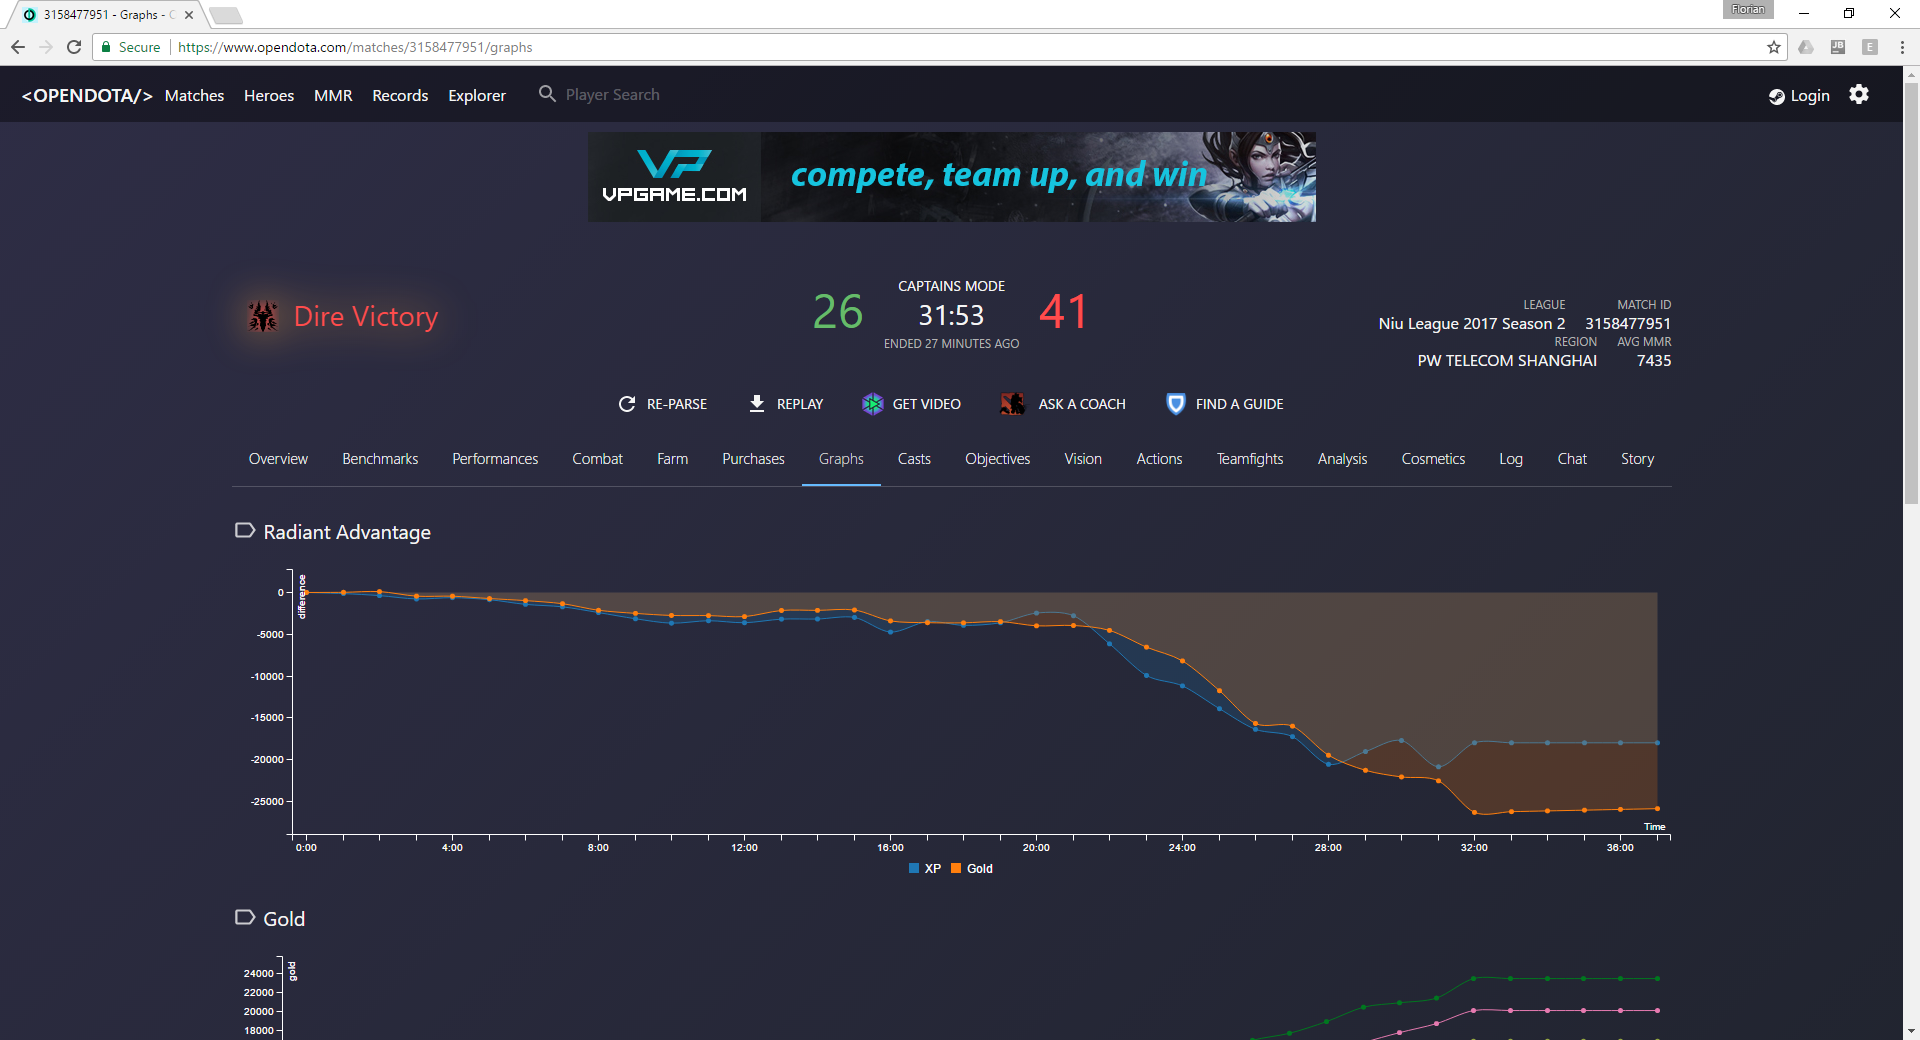 3158477951 - Graphs - O
Florian
Secure
https://www.opendota.com/matches/3158477951/graphs
JB
E
<OPENDOTA/> Matches Heroes MMR Records Explorer Player Search Login
VP
VPGAME.COM
compete, team up, and win
Dire Victory
26
CAPTAINS MODE
31:53
ENDED 27 MINUTES AGO
41
LEAGUE MATCH ID
Niu League 2017 Season 2 3158477951
REGION AVG MMR
PW TELECOM SHANGHAI 7435
RE-PARSE REPLAY GET VIDEO ASK A COACH FIND A GUIDE
Overview Benchmarks Performances Combat Farm Purchases Graphs Casts Objectives Vision Actions Teamfights Analysis Cosmetics Log Chat Story
Radiant Advantage
difference
0
-5000
-10000
-15000
-20000
-25000
Time
0:00 4:00 8:00 12:00 16:00 20:00 24:00 28:00 32:00 36:00
XP Gold
Gold
gold
24000
22000
20000
18000